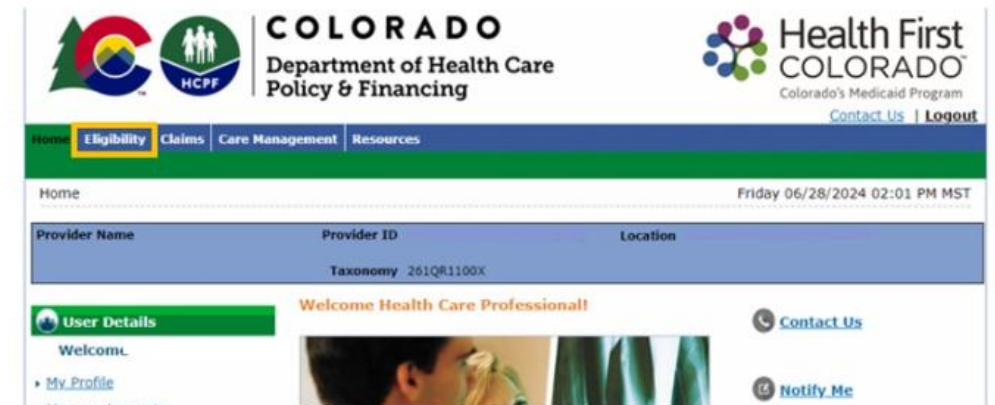 COLORADO
Department of Health Care
Policy & Financing
HCPF
Health First
COLORADO
Colorado's Medicaid Program
Contact Us | Logout
Home Eligibility Claims Care Management Resources
Home Friday 06/28/2024 02:01 PM MST
Provider Name Provider ID Location
Taxonomy 261QR1100X
User Details
Welcome Health Care Professional!
Contact Us
My Profile
Notify Me